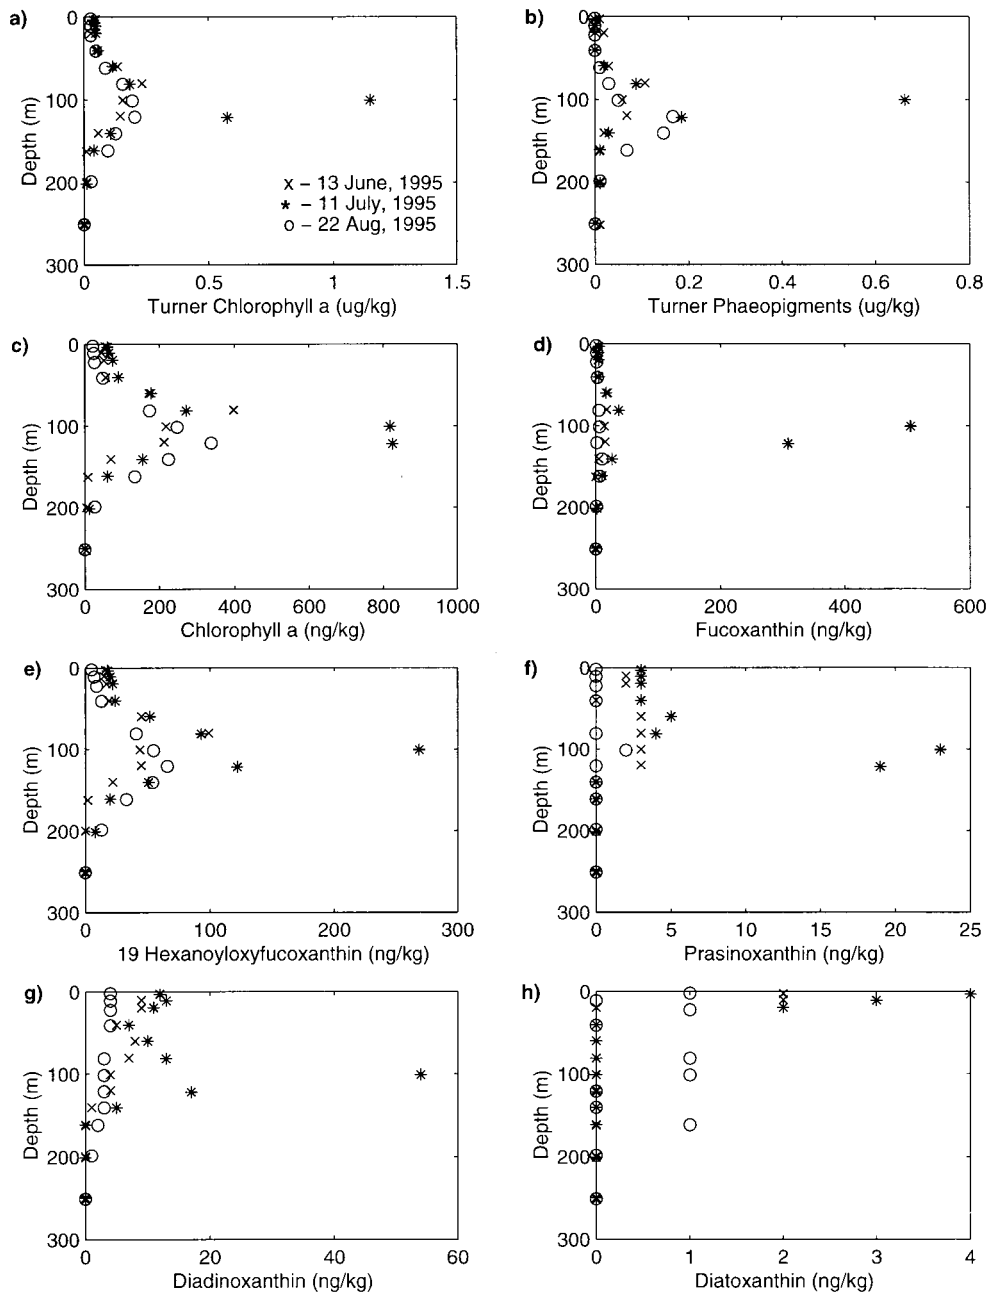 a)
0
100
200
300
Depth (m)
x – 13 June, 1995
* – 11 July, 1995
o – 22 Aug, 1995
0 0.5 1 1.5
Turner Chlorophyll a (ug/kg)
b)
0
100
200
300
Depth (m)
0 0.2 0.4 0.6 0.8
Turner Phaeopigments (ug/kg)
c)
0
100
200
300
Depth (m)
0 200 400 600 800 1000
Chlorophyll a (ng/kg)
d)
0
100
200
300
Depth (m)
0 200 400 600
Fucoxanthin (ng/kg)
e)
0
100
200
300
Depth (m)
0 100 200 300
19 Hexanoyloxyfucoxanthin (ng/kg)
f)
0
100
200
300
Depth (m)
0 5 10 15 20 25
Prasinoxanthin (ng/kg)
g)
0
100
200
300
Depth (m)
0 20 40 60
Diadinoxanthin (ng/kg)
h)
0
100
200
300
Depth (m)
0 1 2 3 4
Diatoxanthin (ng/kg)